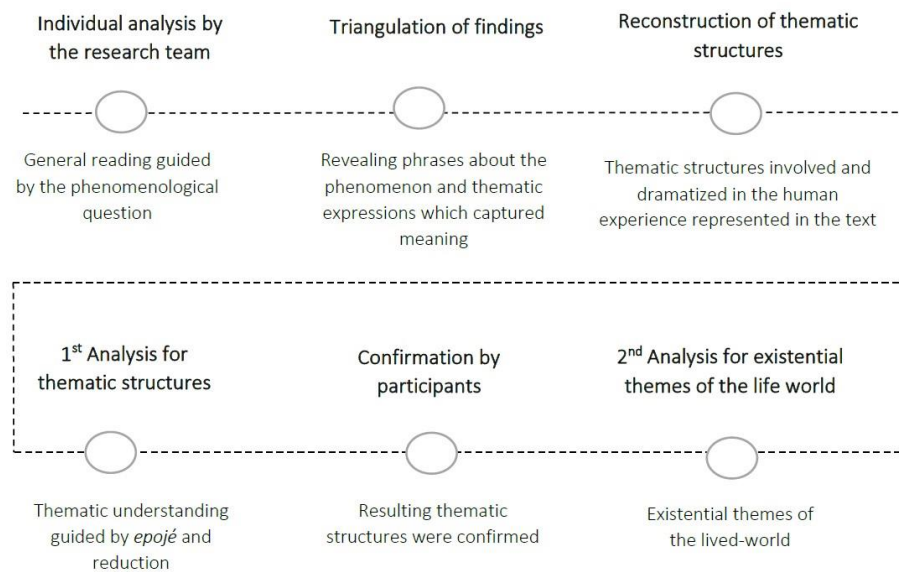 Individual analysis by
the research team
Triangulation of findings
Reconstruction of thematic
structures
General reading guided
by the phenomenological
question
Revealing phrases about the
phenomenon and thematic
expressions which captured
meaning
Thematic structures involved and
dramatized in the human
experience represented in the text
1st Analysis for
thematic structures
Confirmation by
participants
2nd Analysis for existential
themes of the life world
Thematic understanding
guided by epojé and
reduction
Resulting thematic
structures were confirmed
Existential themes of
the lived-world